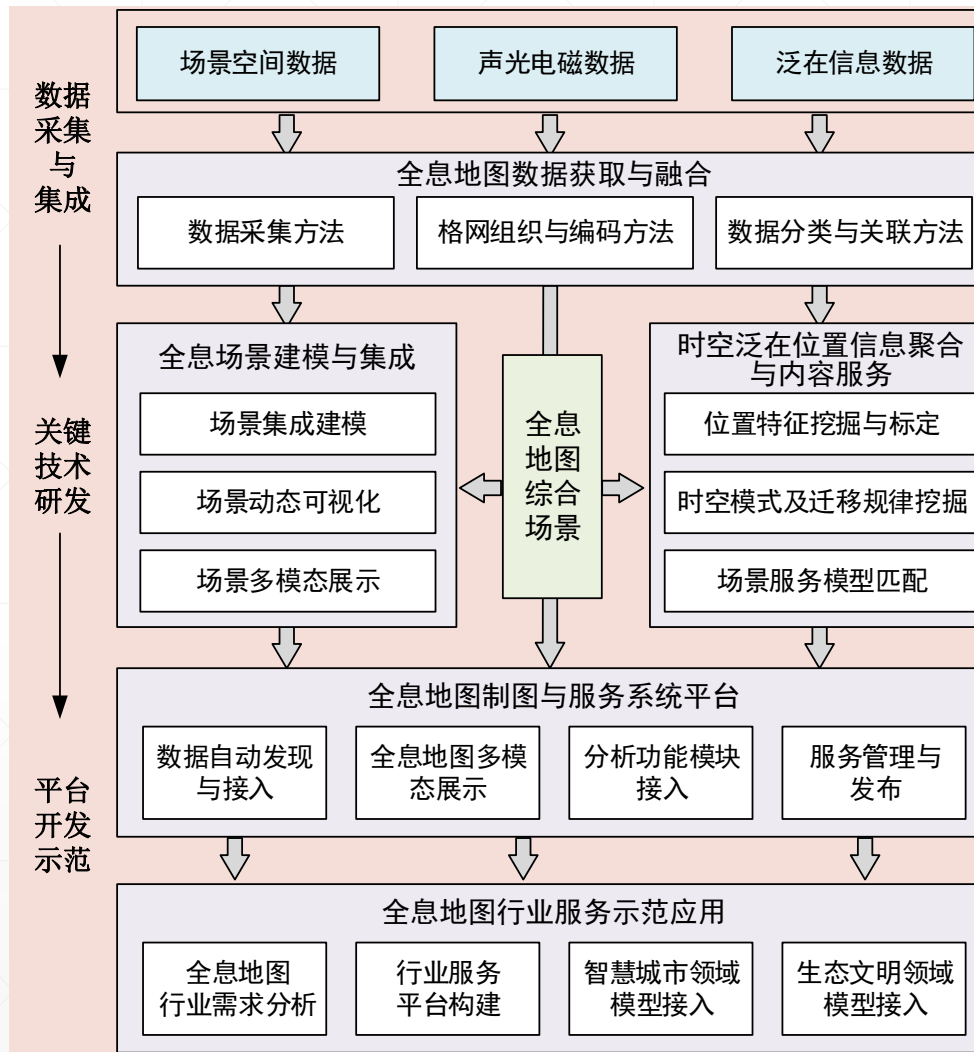 场景空间数据
声光电磁数据
泛在信息数据
数据
采集
与
集成
全息地图数据获取与融合
数据采集方法
格网组织与编码方法
数据分类与关联方法
关键
技术
研发
全息场景建模与集成
场景集成建模
场景动态可视化
场景多模态展示
全息
地图
综合
场景
时空泛在位置信息聚合
与内容服务
位置特征挖掘与标定
时空模式及迁移规律挖掘
场景服务模型匹配
平台
开发
示范
全息地图制图与服务系统平台
数据自动发现
与接入
全息地图多模
态展示
分析功能模块
接入
服务管理与
发布
全息地图行业服务示范应用
全息地图
行业需求分析
行业服务
平台构建
智慧城市领域
模型接入
生态文明领域
模型接入